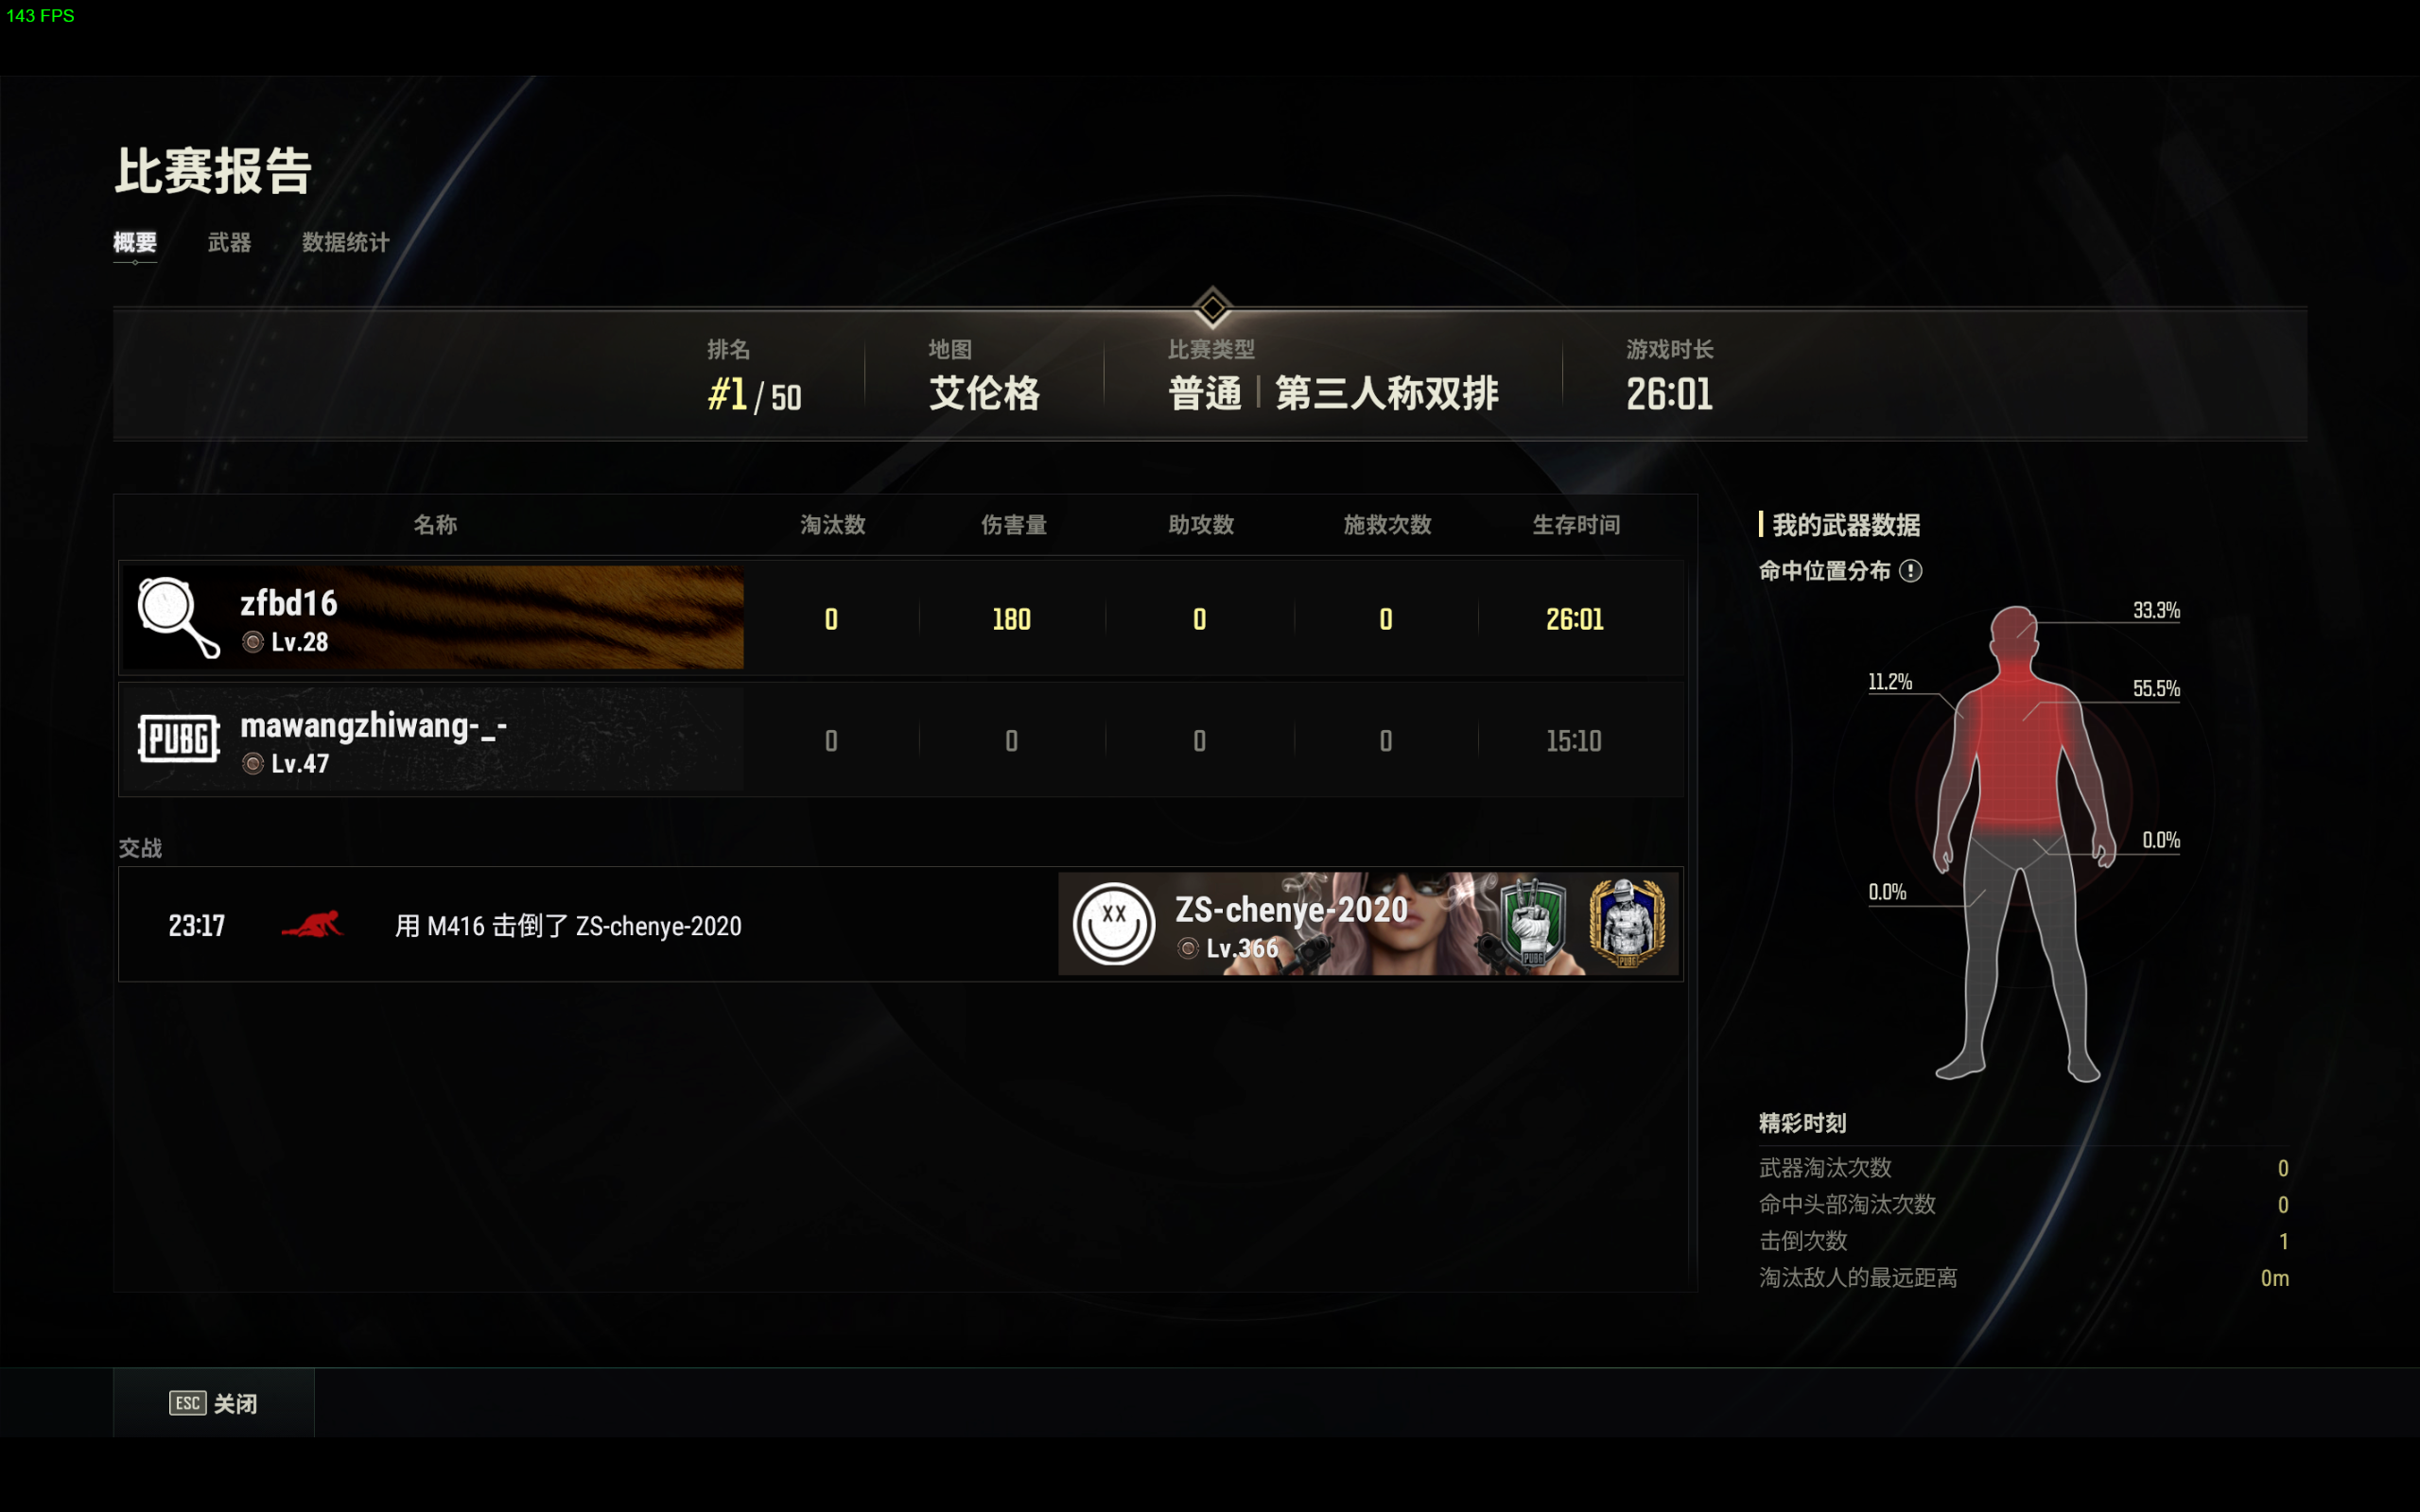 143 FPS
比赛报告
概要 武器 数据统计
排名 地图 比赛类型 游戏时长
#1 / 50 艾伦格 普通 | 第三人称双排 26:01
名称 淘汰数 伤害量 助攻数 施救次数 生存时间
zfbd16
Lv.28
0 180 0 0 26:01
PUBG
mawangzhiwang-_-
Lv.47
0 0 0 0 15:10
交战
23:17 用 M416 击倒了 ZS-chenye-2020
XX
ZS-chenye-2020
Lv.366
PUBG
PUBG
我的武器数据
命中位置分布
33.3%
11.2%
55.5%
0.0%
0.0%
精彩时刻
武器淘汰次数 0
命中头部淘汰次数 0
击倒次数 1
淘汰敌人的最远距离 0m
ESC 关闭